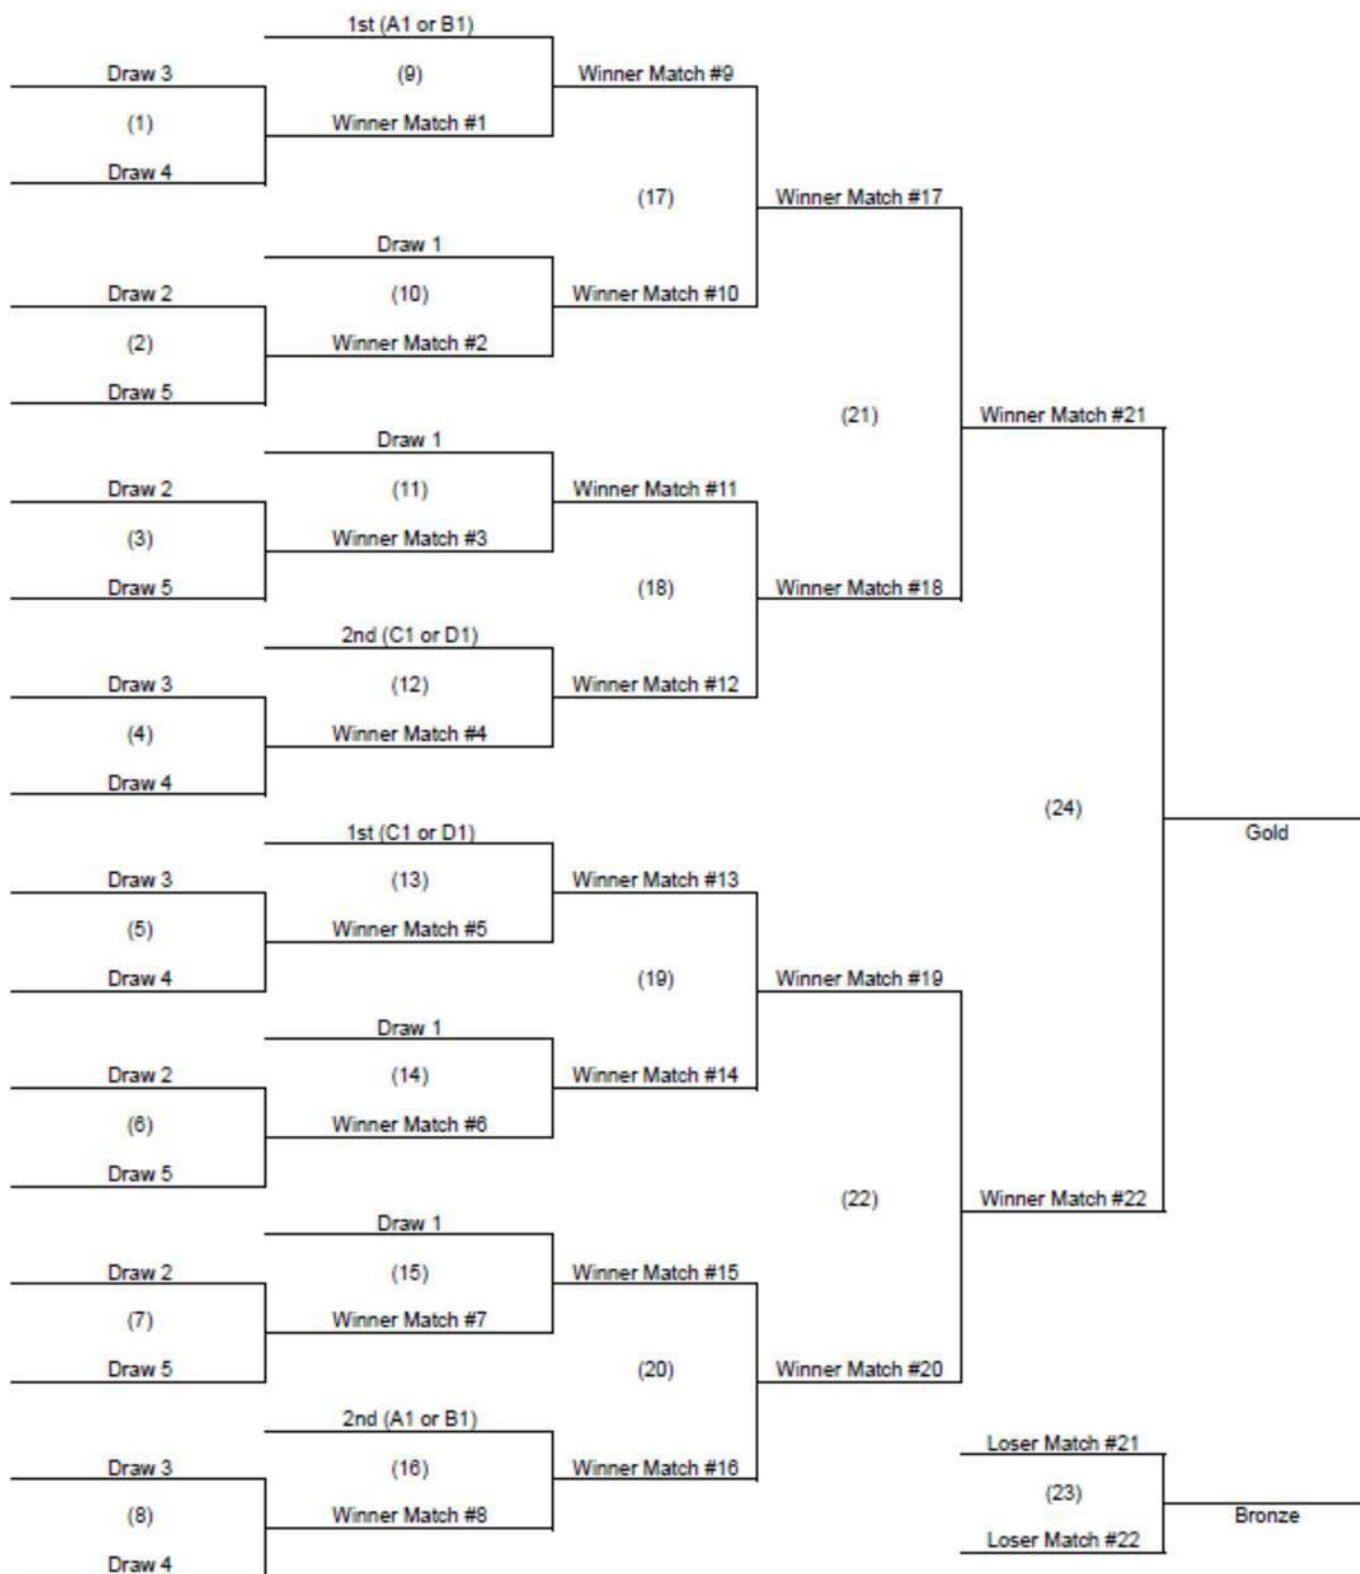 1st (A1 or B1)
Draw 3 (9) Winner Match #9
(1) Winner Match #1
Draw 4
(17) Winner Match #17
Draw 1
Draw 2 (10) Winner Match #10
(2) Winner Match #2
Draw 5
(21) Winner Match #21
Draw 1
Draw 2 (11) Winner Match #11
(3) Winner Match #3
Draw 5 (18) Winner Match #18
2nd (C1 or D1)
Draw 3 (12) Winner Match #12
(4) Winner Match #4
Draw 4
(24)
1st (C1 or D1) Gold
Draw 3 (13) Winner Match #13
(5) Winner Match #5
Draw 4 (19) Winner Match #19
Draw 1
Draw 2 (14) Winner Match #14
(6) Winner Match #6
Draw 5
(22) Winner Match #22
Draw 1
Draw 2 (15) Winner Match #15
(7) Winner Match #7
Draw 5 (20) Winner Match #20
2nd (A1 or B1)
Loser Match #21
Draw 3 (16) Winner Match #16
(23)
(8) Winner Match #8 Bronze
Loser Match #22
Draw 4